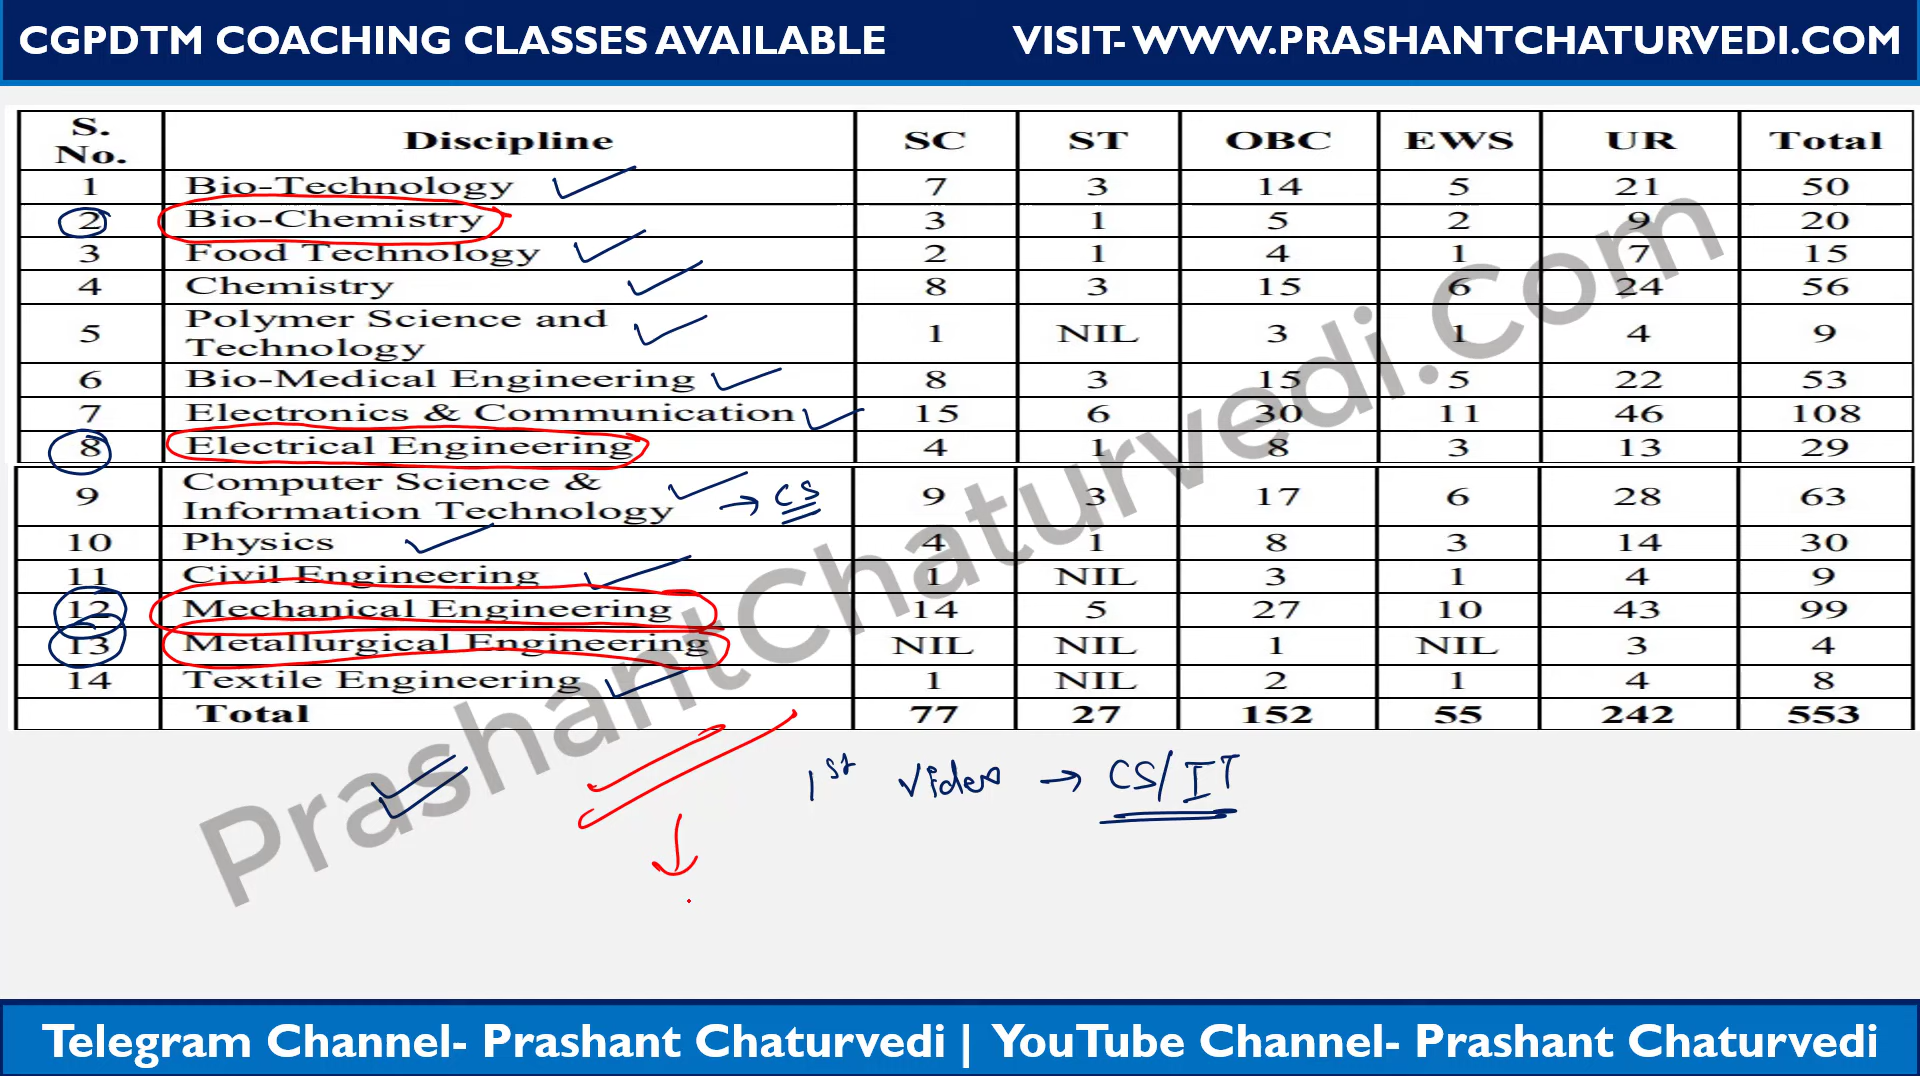 CGPDTM COACHING CLASSES AVAILABLE VISIT- WWW.PRASHANTCHATURVEDI.COM
S. No. Discipline SC ST OBC EWS UR Total
1 Bio-Technology 7 3 14 5 21 50
2 Bio-Chemistry 3 1 5 2 9 20
3 Food Technology 2 1 4 1 7 15
4 Chemistry 8 3 15 6 24 56
5 Polymer Science and Technology 1 NIL 3 1 4 9
6 Bio-Medical Engineering 8 3 15 5 22 53
7 Electronics & Communication 15 6 30 11 46 108
8 Electrical Engineering 4 1 8 3 13 29
9 Computer Science & Information Technology → CS 9 3 17 6 28 63
10 Physics 4 1 8 3 14 30
11 Civil Engineering 1 NIL 3 1 4 9
12 Mechanical Engineering 14 5 27 10 43 99
13 Metallurgical Engineering NIL NIL 1 NIL 3 4
14 Textile Engineering 1 NIL 2 1 4 8
Total 77 27 152 55 242 553
PrashantChaturvedi.Com
1st Video → CS/IT
Telegram Channel- Prashant Chaturvedi | YouTube Channel- Prashant Chaturvedi